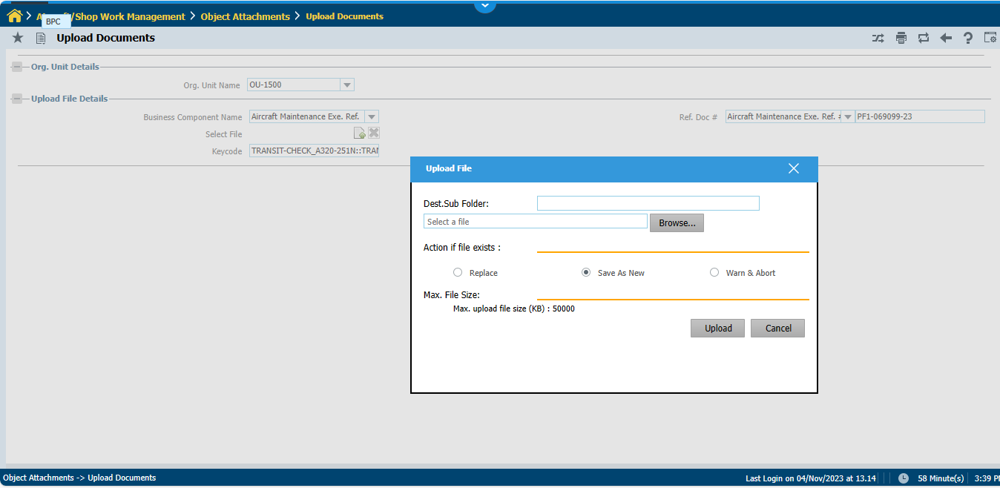 A /Shop Work Management > Object Attachments > Upload Documents
BPC
Upload Documents
Org. Unit Details
Org. Unit Name OU-1500
Upload File Details
Business Component Name Aircraft Maintenance Exe. Ref. Ref. Doc # Aircraft Maintenance Exe. Ref. PF1-069099-23
Select File
Keycode TRANSIT-CHECK_A320-251N::TRAN
Upload File
Dest.Sub Folder:
Select a file Browse...
Action if file exists :
Replace Save As New Warn & Abort
Max. File Size:
Max. upload file size (KB) : 50000
Upload Cancel
Object Attachments -> Upload Documents Last Login on 04/Nov/2023 at 13.14 58 Minute(s) 3:39 P